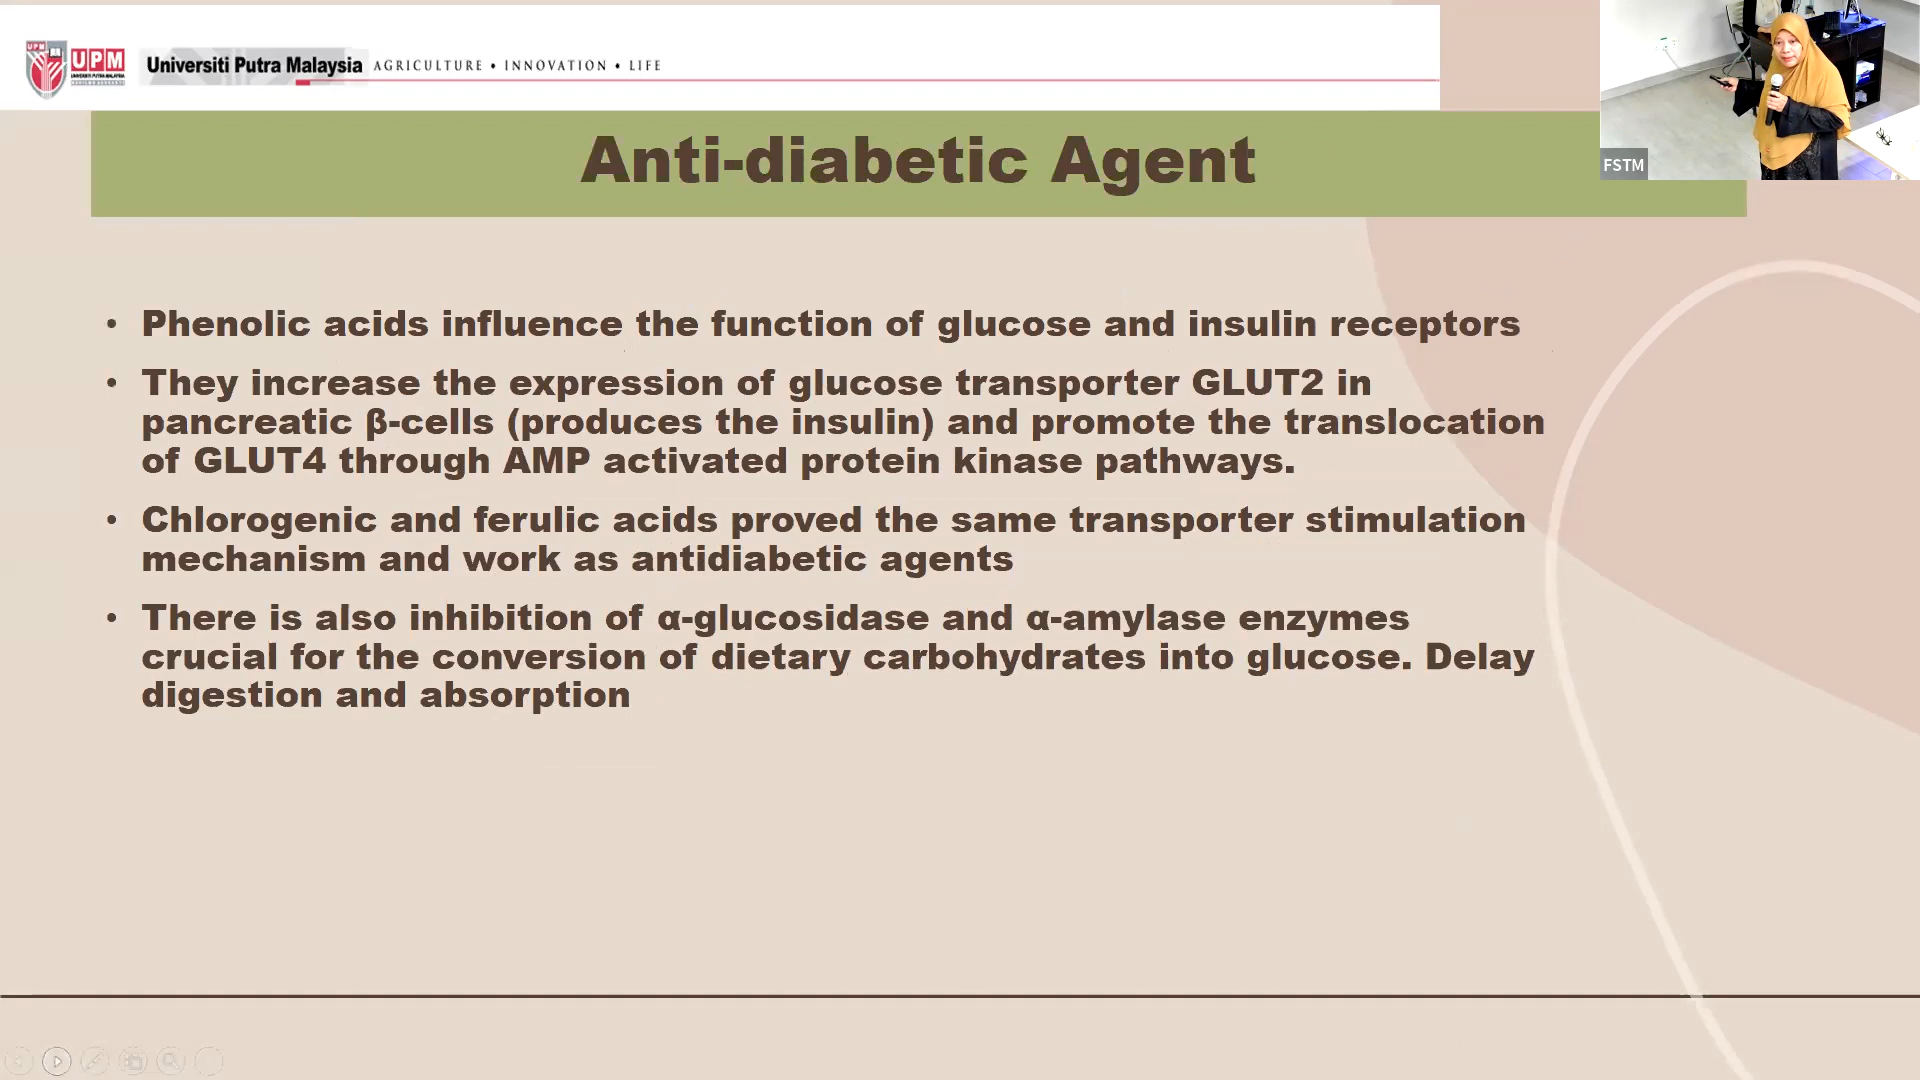 UPM
UPM
UNIVERSITI PUTRA MALAYSIA
Universiti Putra Malaysia
AGRICULTURE • INNOVATION • LIFE
FSTM
Anti-diabetic Agent
• Phenolic acids influence the function of glucose and insulin receptors
• They increase the expression of glucose transporter GLUT2 in
pancreatic β-cells (produces the insulin) and promote the translocation
of GLUT4 through AMP activated protein kinase pathways.
• Chlorogenic and ferulic acids proved the same transporter stimulation
mechanism and work as antidiabetic agents
• There is also inhibition of α-glucosidase and α-amylase enzymes
crucial for the conversion of dietary carbohydrates into glucose. Delay
digestion and absorption